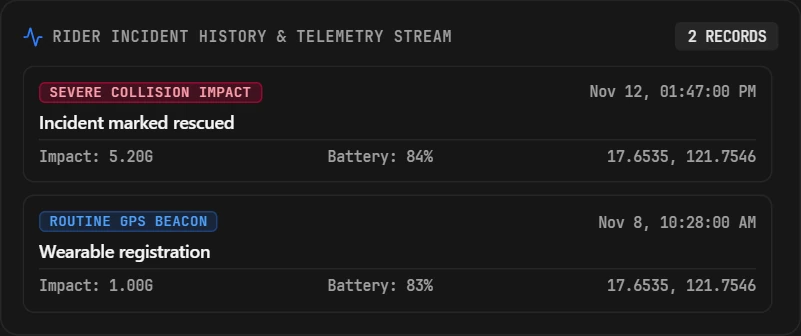 RIDER INCIDENT HISTORY & TELEMETRY STREAM
2 RECORDS
SEVERE COLLISION IMPACT
Nov 12, 01:47:00 PM
Incident marked rescued
Impact: 5.20G Battery: 84% 17.6535, 121.7546
ROUTINE GPS BEACON
Nov 8, 10:28:00 AM
Wearable registration
Impact: 1.00G Battery: 83% 17.6535, 121.7546